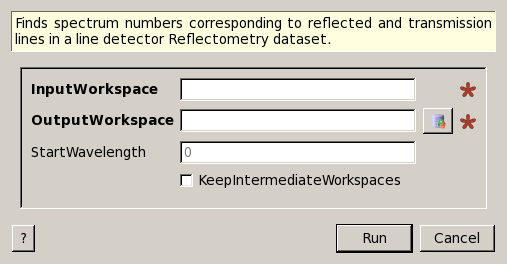 Finds spectrum numbers corresponding to reflected and transmission
lines in a line detector Reflectometry dataset.
InputWorkspace
OutputWorkspace
StartWavelength 0
KeepIntermediateWorkspaces
? Run Cancel